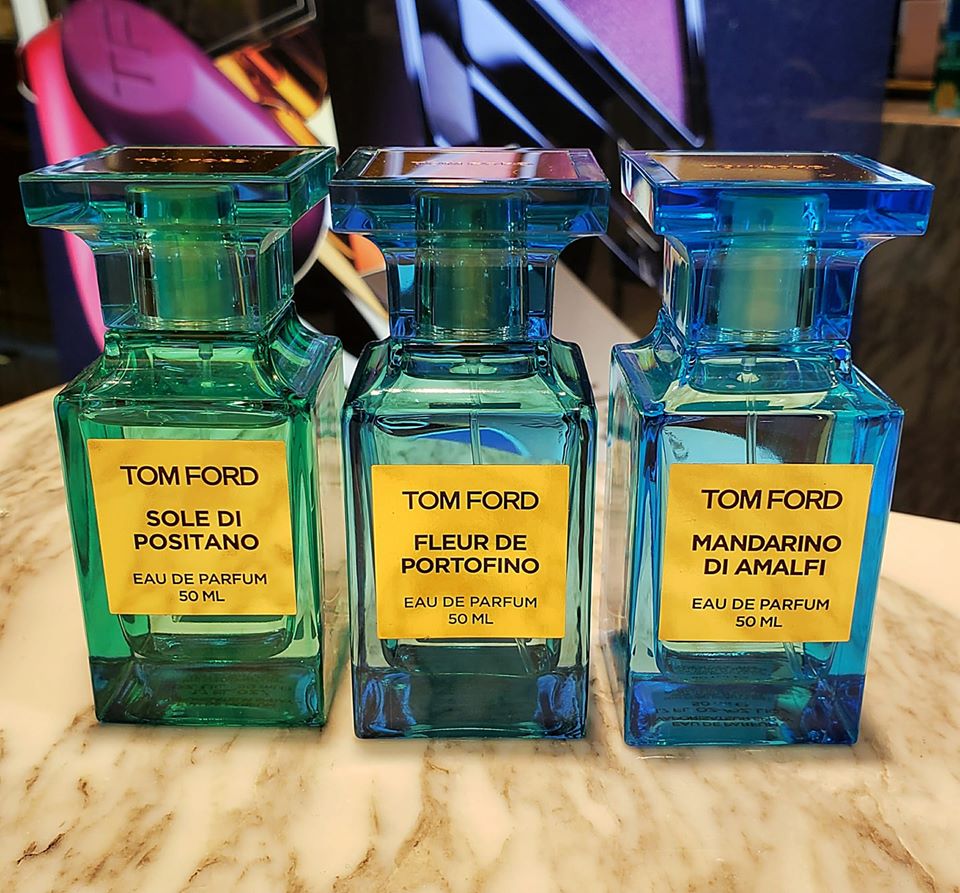 TF
TOM FORD
SOLE DI
POSITANO
EAU DE PARFUM
50 ML
TOM FORD
FLEUR DE
PORTOFINO
EAU DE PARFUM
50 ML
TOM FORD
MANDARINO
DI AMALFI
EAU DE PARFUM
50 ML